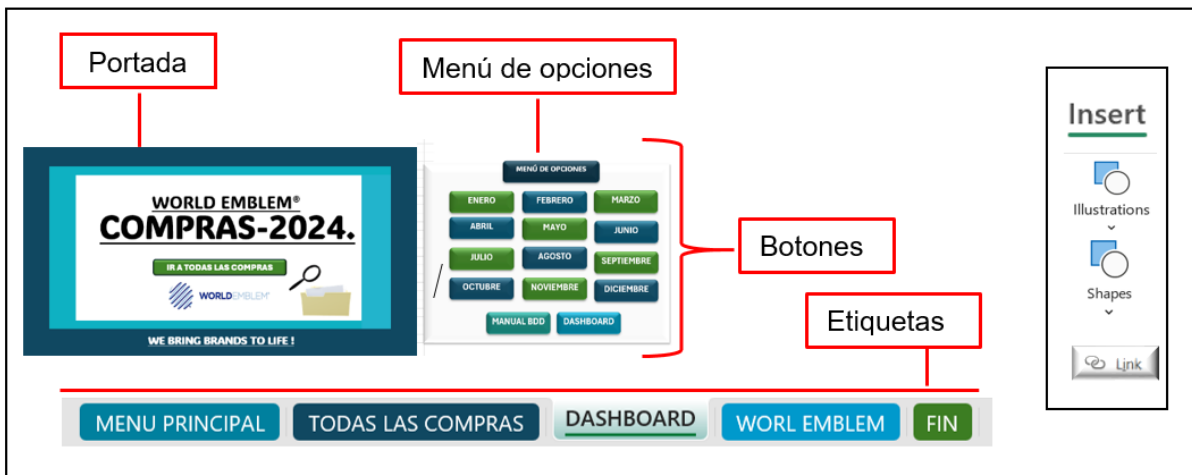 Portada
Menú de opciones
WORLD EMBLEM®
COMPRAS-2024.
IR A TODAS LAS COMPRAS
WORLDEMBLEM
WE BRING BRANDS TO LIFE !
MENÚ DE OPCIONES
ENERO FEBRERO MARZO
ABRIL MAYO JUNIO
JULIO AGOSTO SEPTIEMBRE
OCTUBRE NOVIEMBRE DICIEMBRE
MANUAL BDD DASHBOARD
Botones
Etiquetas
MENU PRINCIPAL TODAS LAS COMPRAS DASHBOARD WORL EMBLEM FIN
Insert
Illustrations
Shapes
Link